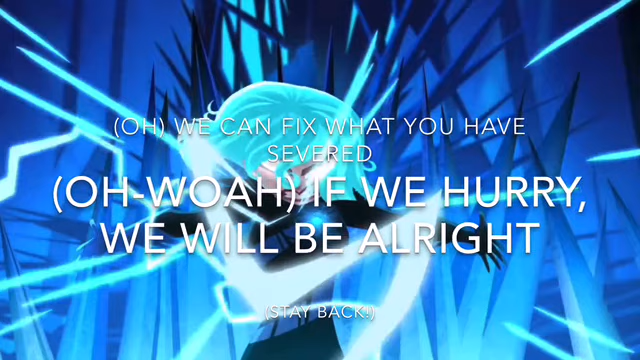 (OH) WE CAN FIX WHAT YOU HAVE
SEVERED
(OH-WOAH) IF WE HURRY,
WE WILL BE ALRIGHT
(STAY BACK!)